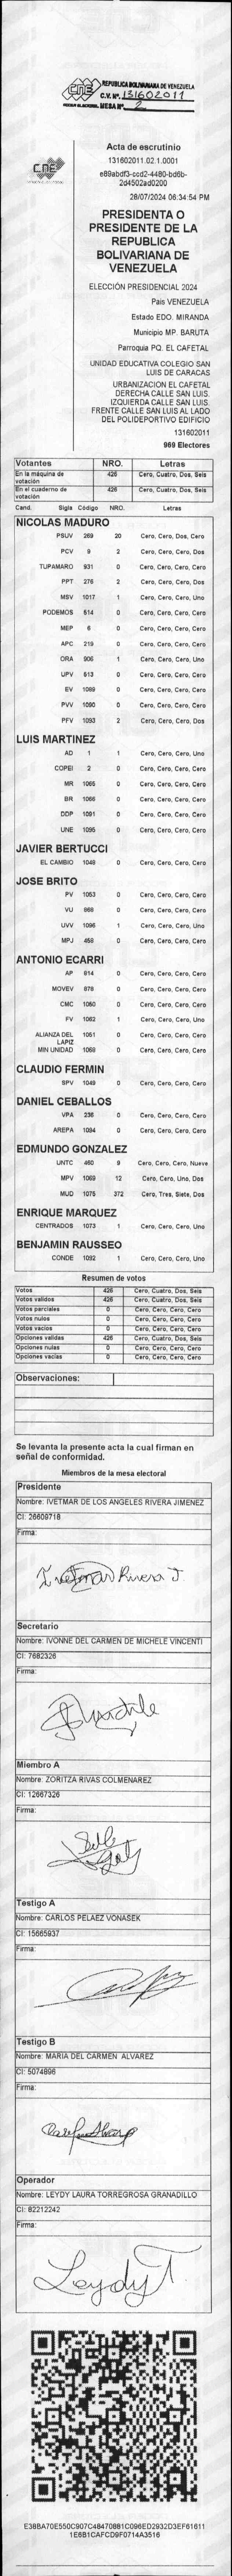 REPUBLICA BOLIVARIANA DE VENEZUELA
CNE C.V. Nº. 131602011
PODER ELECTORAL MESA Nº 2
CNE
Acta de escrutinio
131602011.02.1.0001
e89abdf3-ccd2-4480-bd6b-
2d4502ad0200
28/07/2024 06:34:54 PM
PRESIDENTA O
PRESIDENTE DE LA
REPUBLICA
BOLIVARIANA DE
VENEZUELA
ELECCIÓN PRESIDENCIAL 2024
Pais VENEZUELA
Estado EDO. MIRANDA
Municipio MP. BARUTA
Parroquia PQ. EL CAFETAL
UNIDAD EDUCATIVA COLEGIO SAN
LUIS DE CARACAS
URBANIZACION EL CAFETAL
DERECHA CALLE SAN LUIS.
IZQUIERDA CALLE SAN LUIS.
FRENTE CALLE SAN LUIS AL LADO
DEL POLIDEPORTIVO EDIFICIO
131602011
969 Electores
Votantes NRO. Letras
En la máquina de votación 426 Cero, Cuatro, Dos, Seis
En el cuaderno de votación 426 Cero, Cuatro, Dos, Seis
Cand. Sigla Código NRO. Letras
NICOLAS MADURO
PSUV 269 20 Cero, Cero, Dos, Cero
PCV 9 2 Cero, Cero, Cero, Dos
TUPAMARO 931 0 Cero, Cero, Cero, Cero
PPT 276 2 Cero, Cero, Cero, Dos
MSV 1017 1 Cero, Cero, Cero, Uno
PODEMOS 514 0 Cero, Cero, Cero, Cero
MEP 6 0 Cero, Cero, Cero, Cero
APC 219 0 Cero, Cero, Cero, Cero
ORA 906 1 Cero, Cero, Cero, Uno
UPV 513 0 Cero, Cero, Cero, Cero
EV 1089 0 Cero, Cero, Cero, Cero
PVV 1090 0 Cero, Cero, Cero, Cero
PFV 1093 2 Cero, Cero, Cero, Dos
LUIS MARTINEZ
AD 1 1 Cero, Cero, Cero, Uno
COPEI 2 0 Cero, Cero, Cero, Cero
MR 1065 0 Cero, Cero, Cero, Cero
BR 1066 0 Cero, Cero, Cero, Cero
DDP 1091 0 Cero, Cero, Cero, Cero
UNE 1095 0 Cero, Cero, Cero, Cero
JAVIER BERTUCCI
EL CAMBIO 1048 0 Cero, Cero, Cero, Cero
JOSE BRITO
PV 1053 0 Cero, Cero, Cero, Cero
VU 868 0 Cero, Cero, Cero, Cero
UVV 1096 1 Cero, Cero, Cero, Uno
MPJ 458 0 Cero, Cero, Cero, Cero
ANTONIO ECARRI
AP 914 0 Cero, Cero, Cero, Cero
MOVEV 878 0 Cero, Cero, Cero, Cero
CMC 1050 0 Cero, Cero, Cero, Cero
FV 1062 1 Cero, Cero, Cero, Uno
ALIANZA DEL LAPIZ 1051 0 Cero, Cero, Cero, Cero
MIN UNIDAD 1068 0 Cero, Cero, Cero, Cero
CLAUDIO FERMIN
SPV 1049 0 Cero, Cero, Cero, Cero
DANIEL CEBALLOS
VPA 236 0 Cero, Cero, Cero, Cero
AREPA 1084 0 Cero, Cero, Cero, Cero
EDMUNDO GONZALEZ
UNTC 460 9 Cero, Cero, Cero, Nueve
MPV 1069 12 Cero, Cero, Uno, Dos
MUD 1075 372 Cero, Tres, Siete, Dos
ENRIQUE MARQUEZ
CENTRADOS 1073 1 Cero, Cero, Cero, Uno
BENJAMIN RAUSSEO
CONDE 1092 1 Cero, Cero, Cero, Uno
Resumen de votos
Votos 426 Cero, Cuatro, Dos, Seis
Votos validos 426 Cero, Cuatro, Dos, Seis
Votos parciales 0 Cero, Cero, Cero, Cero
Votos nulos 0 Cero, Cero, Cero, Cero
Votos vacios 0 Cero, Cero, Cero, Cero
Opciones validas 426 Cero, Cuatro, Dos, Seis
Opciones nulas 0 Cero, Cero, Cero, Cero
Opciones vacias 0 Cero, Cero, Cero, Cero
Observaciones:
Se levanta la presente acta la cual firman en
señal de conformidad.
Miembros de la mesa electoral
Presidente
Nombre: IVETMAR DE LOS ANGELES RIVERA JIMENEZ
CI: 26609718
Firma:
Ivetmar Rivera J
Secretario
Nombre: IVONNE DEL CARMEN DE MICHELE VINCENTI
CI: 7682326
Firma:
Miembro A
Nombre: ZORITZA RIVAS COLMENAREZ
CI: 12667326
Firma:
Testigo A
Nombre: CARLOS PELAEZ VONASEK
CI: 15665937
Firma:
Testigo B
Nombre: MARIA DEL CARMEN ALVAREZ
CI: 5074896
Firma:
Operador
Nombre: LEYDY LAURA TORREGROSA GRANADILLO
CI: 82212242
Firma:
Leydy T.
E38BA70E550C907C48470881C096ED2932D3EF61611
1E6B1CAFCD9F0714A3516